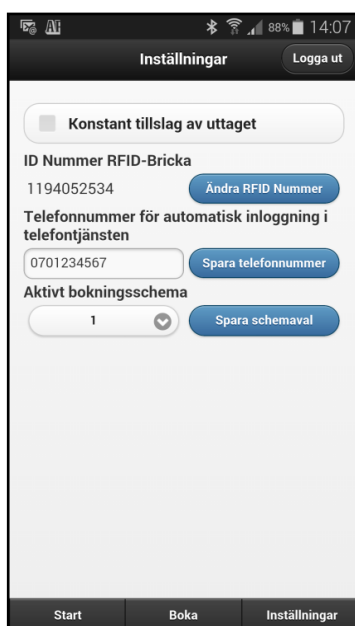 88% 14:07
Inställningar Logga ut
Konstant tillslag av uttaget
ID Nummer RFID-Bricka
1194052534 Ändra RFID Nummer
Telefonnummer för automatisk inloggning i
telefontjänsten
0701234567 Spara telefonnummer
Aktivt bokningsschema
1 Spara schemaval
Start Boka Inställningar